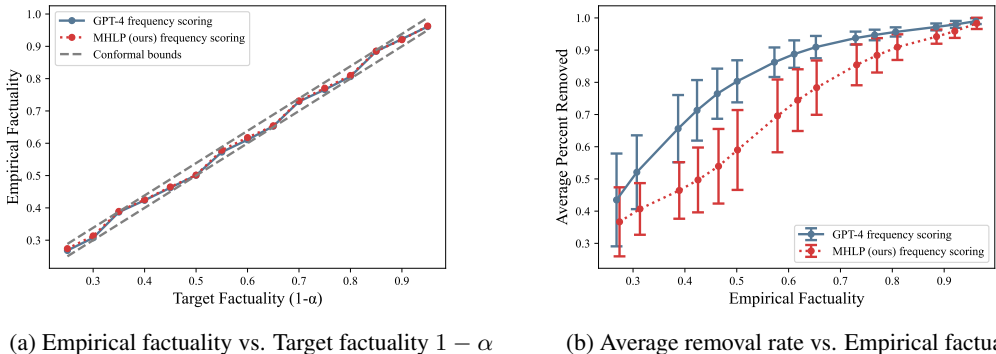 GPT-4 frequency scoring
MHLP (ours) frequency scoring
Conformal bounds
1.0
0.9
0.8
0.7
0.6
0.5
0.4
0.3
Empirical Factuality
0.3 0.4 0.5 0.6 0.7 0.8 0.9
Target Factuality (1-α)
(a) Empirical factuality vs. Target factuality 1 − α
1.0
0.9
0.8
0.7
0.6
0.5
0.4
0.3
Average Percent Removed
GPT-4 frequency scoring
MHLP (ours) frequency scoring
0.3 0.4 0.5 0.6 0.7 0.8 0.9
Empirical Factuality
(b) Average removal rate vs. Empirical factua